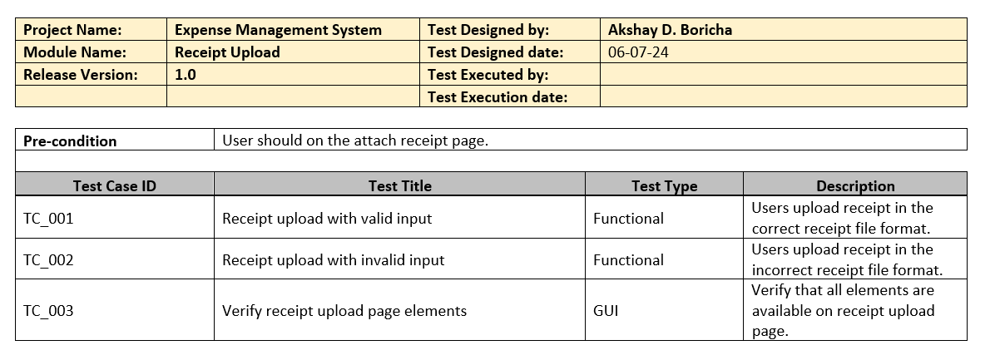 Project Name: Expense Management System Test Designed by: Akshay D. Boricha
Module Name: Receipt Upload Test Designed date: 06-07-24
Release Version: 1.0 Test Executed by:
Test Execution date:
Pre-condition User should on the attach receipt page.
Test Case ID Test Title Test Type Description
TC_001 Receipt upload with valid input Functional Users upload receipt in the
correct receipt file format.
TC_002 Receipt upload with invalid input Functional Users upload receipt in the
incorrect receipt file format.
TC_003 Verify receipt upload page elements GUI Verify that all elements are
available on receipt upload
page.